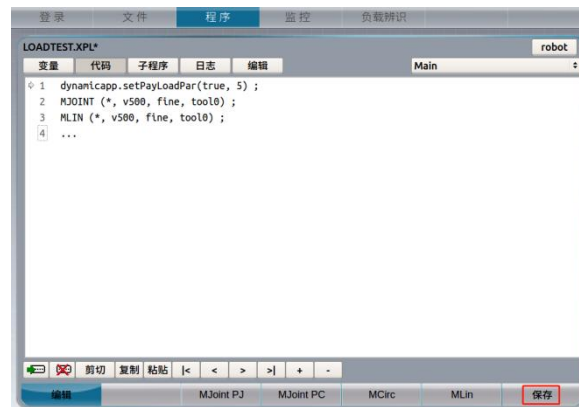 登录 文件 程序 监控 负载辨识
LOADTEST.XPL* robot
变量 代码 子程序 日志 编辑 Main
1 dynamicapp.setPayLoadPar(true, 5) ;
2 MJOINT (*, v500, fine, tool0) ;
3 MLIN (*, v500, fine, tool0) ;
4 ...
剪切 复制 粘贴 |< < > >| + -
编辑 MJoint PJ MJoint PC MCirc MLin 保存